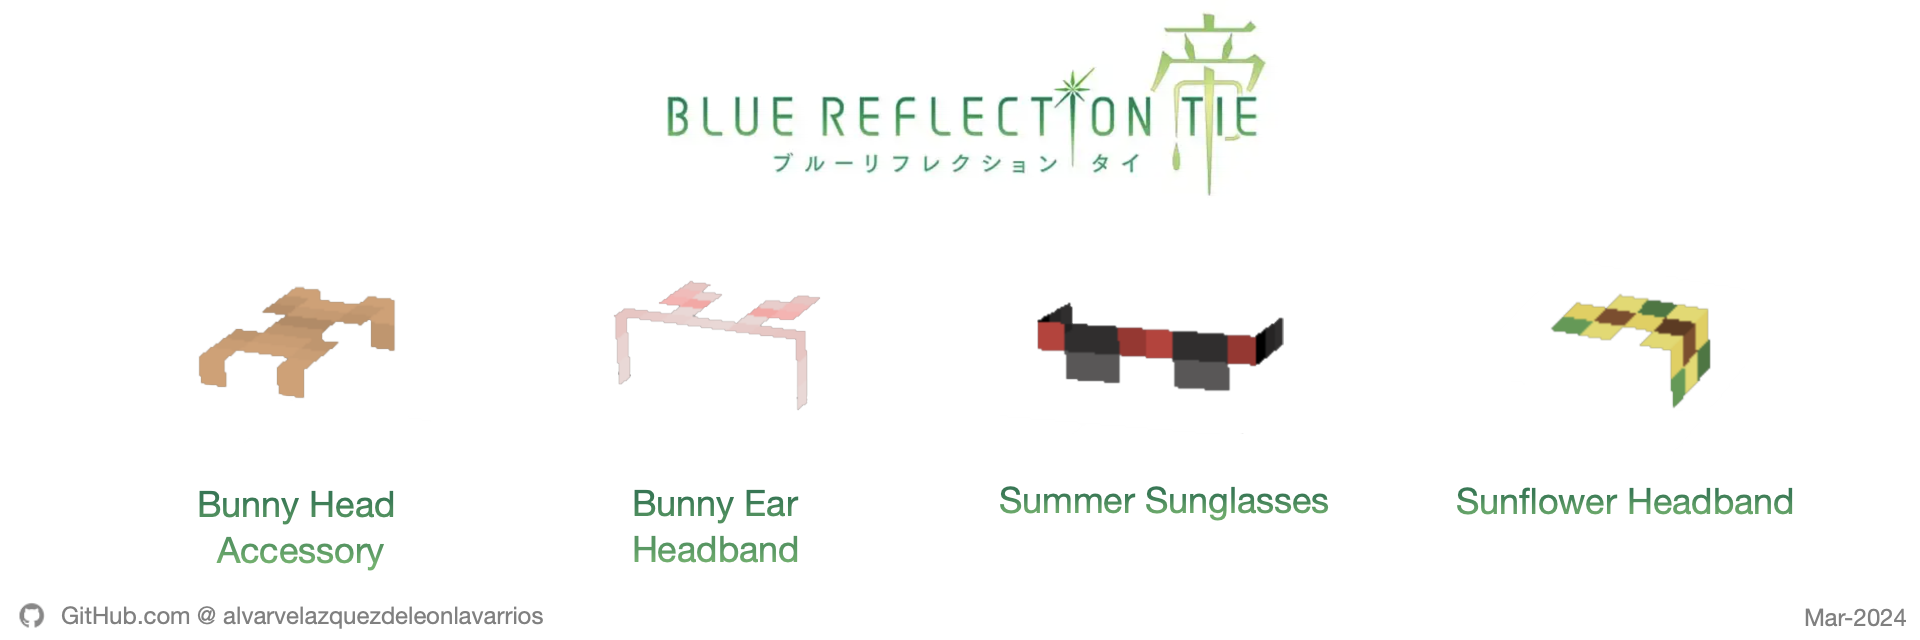 帝
BLUE REFLECTION TIE
ブルーリフレクション タイ
Bunny Head
Accessory
Bunny Ear
Headband
Summer Sunglasses
Sunflower Headband
GitHub.com @ alvarvelazquezdeleonlavarrios
Mar-2024